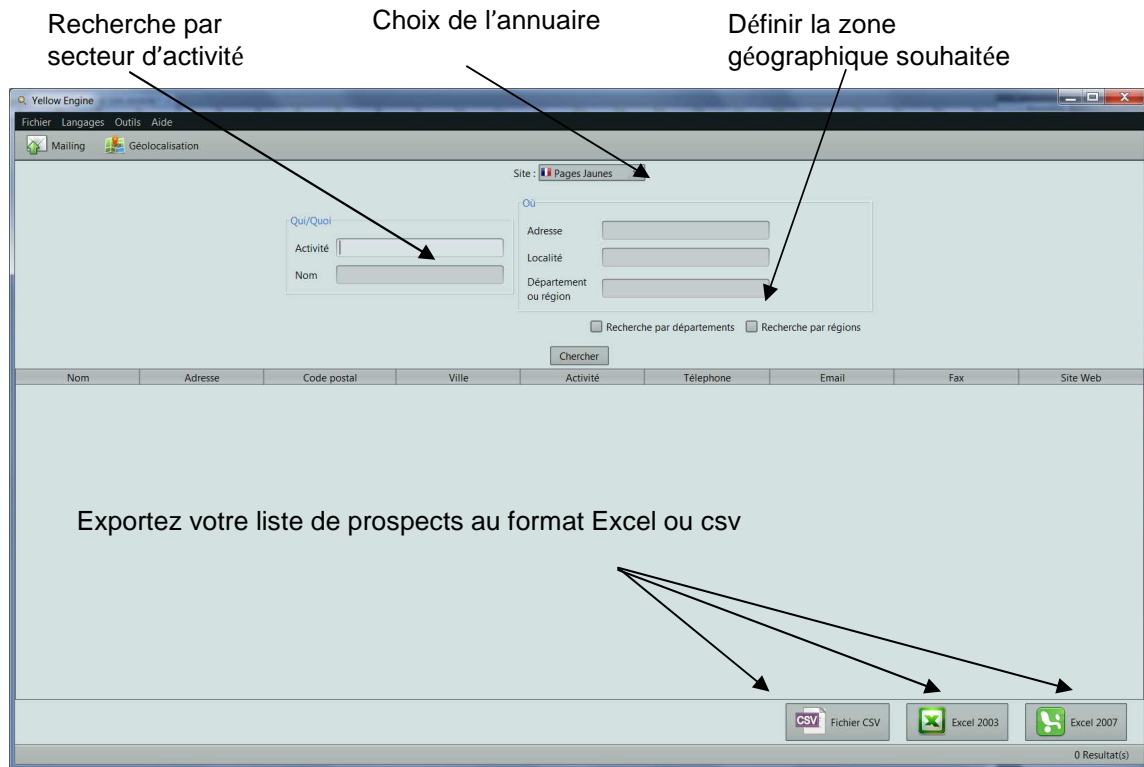 Recherche par
secteur d'activité
Choix de l'annuaire
Définir la zone
géographique souhaitée
Yellow Engine
Fichier Langages Outils Aide
Mailing Géolocalisation
Site : Pages Jaunes
Qui/Quoi
Activité
Nom
Où
Adresse
Localité
Département
ou région
Recherche par départements Recherche par régions
Chercher
Nom Adresse Code postal Ville Activité Télephone Email Fax Site Web
Exportez votre liste de prospects au format Excel ou csv
CSV Fichier CSV Excel 2003 Excel 2007
0 Resultat(s)